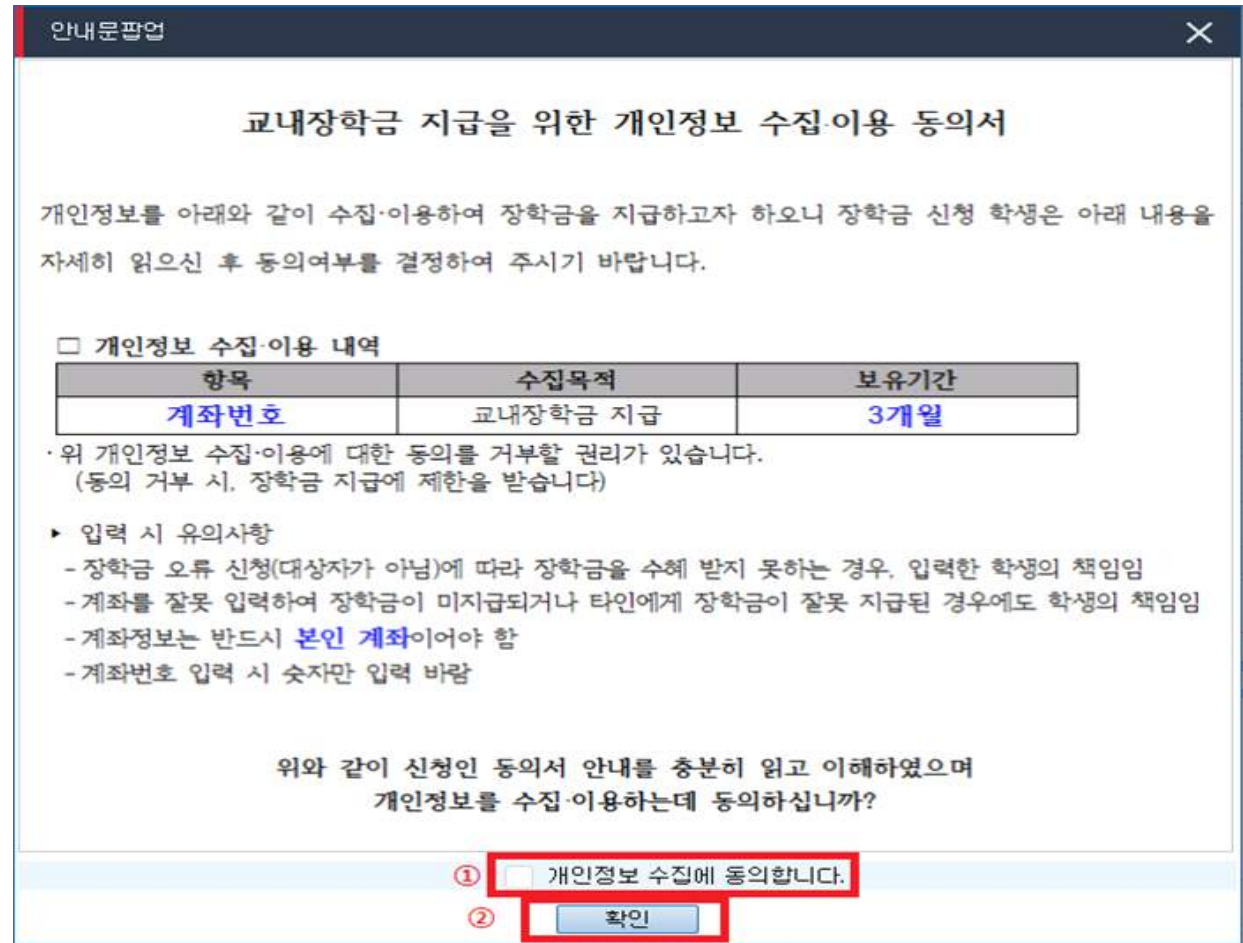 안내문팝업
교내장학금 지급을 위한 개인정보 수집·이용 동의서
개인정보를 아래와 같이 수집·이용하여 장학금을 지급하고자 하오니 장학금 신청 학생은 아래 내용을
자세히 읽으신 후 동의여부를 결정하여 주시기 바랍니다.
□ 개인정보 수집·이용 내역
항목 수집목적 보유기간
계좌번호 교내장학금 지급 3개월
·위 개인정보 수집·이용에 대한 동의를 거부할 권리가 있습니다.
(동의 거부 시, 장학금 지급에 제한을 받습니다)
▸ 입력 시 유의사항
- 장학금 오류 신청(대상자가 아님)에 따라 장학금을 수혜 받지 못하는 경우, 입력한 학생의 책임임
- 계좌를 잘못 입력하여 장학금이 미지급되거나 타인에게 장학금이 잘못 지급된 경우에도 학생의 책임임
- 계좌정보는 반드시 본인 계좌이어야 함
- 계좌번호 입력 시 숫자만 입력 바람
위와 같이 신청인 동의서 안내를 충분히 읽고 이해하였으며
개인정보를 수집·이용하는데 동의하십니까?
① 개인정보 수집에 동의합니다.
② 확인